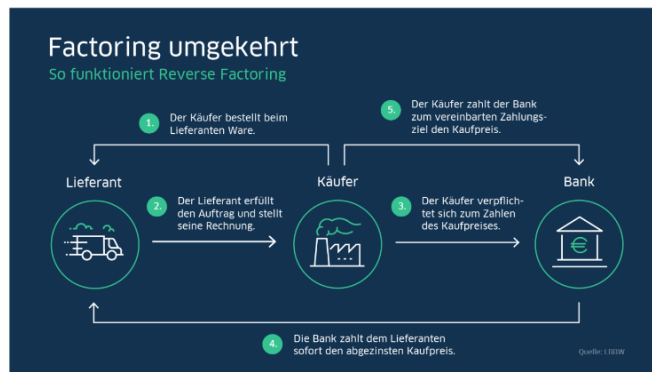 Factoring umgekehrt
So funktioniert Reverse Factoring
1. Der Käufer bestellt beim
Lieferanten Ware.
5. Der Käufer zahlt der Bank
zum vereinbarten Zahlungs-
ziel den Kaufpreis.
Lieferant
Käufer
Bank
2. Der Lieferant erfüllt
den Auftrag und stellt
seine Rechnung.
3. Der Käufer verpflich-
tet sich zum Zahlen
des Kaufpreises.
€
4. Die Bank zahlt dem Lieferanten
sofort den abgezinsten Kaufpreis.
Quelle: LBBW